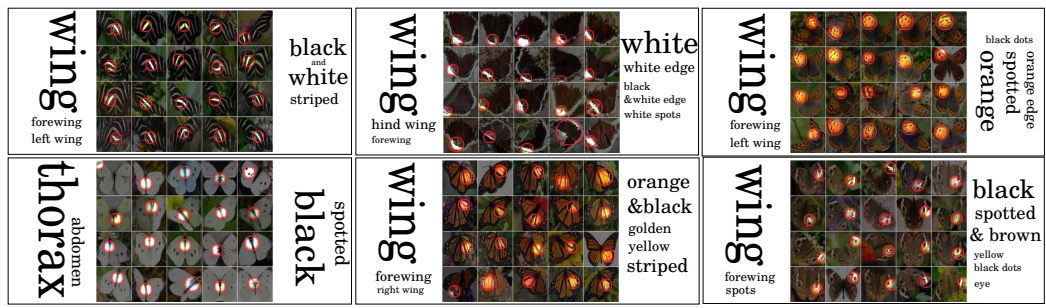 wing
forewing
left wing
black
and
white
striped
wing
hind wing
forewing
white
white edge
black
&white edge
white spots
wing
forewing
left wing
black dots
orange
spotted
orange edge
thorax
abdomen
black
spotted
wing
forewing
right wing
orange
&black
golden
yellow
striped
wing
forewing
spots
black
spotted
& brown
yellow
black dots
eye